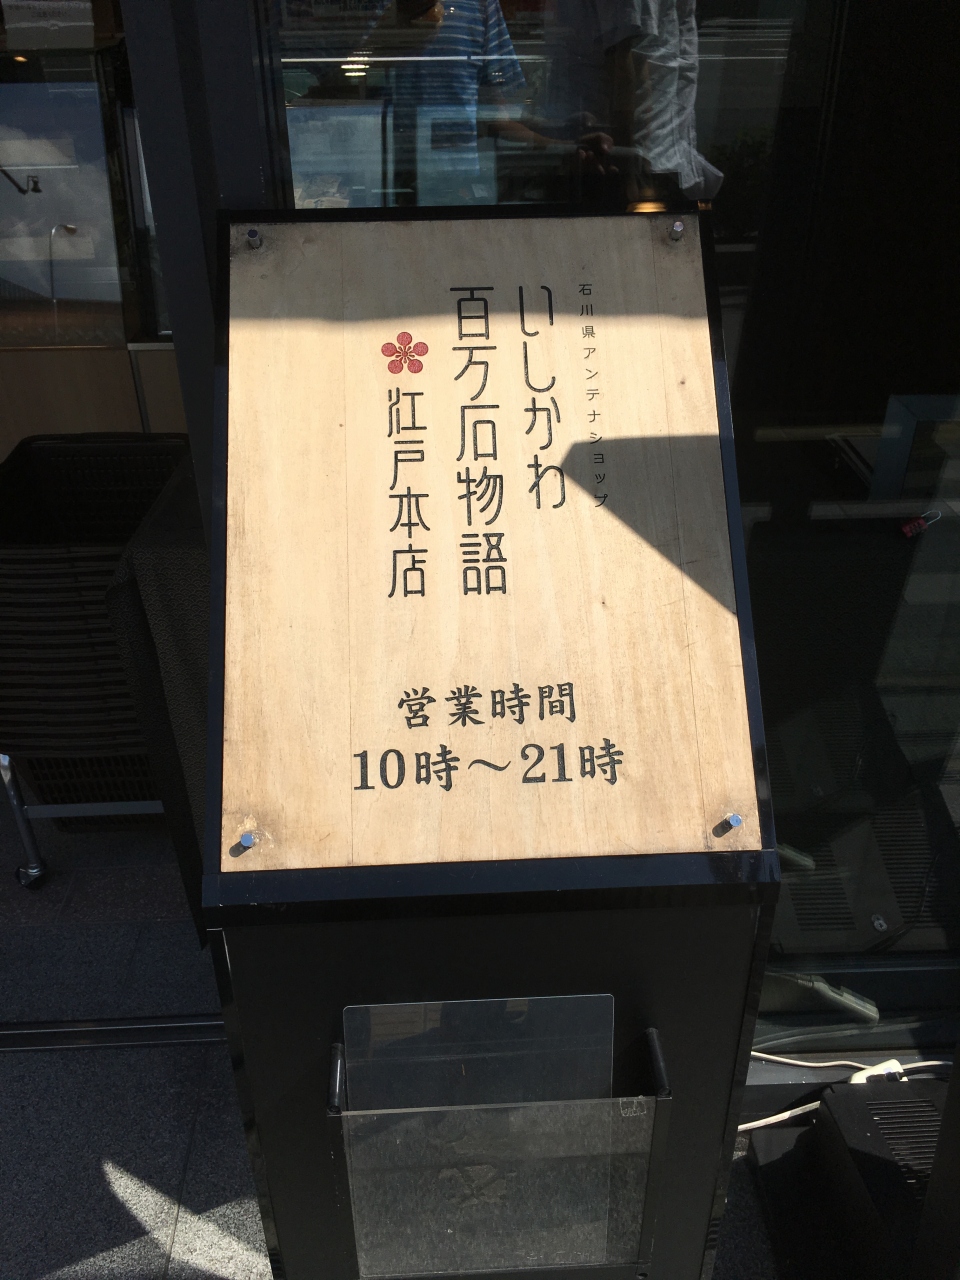 石川県アンテナショップ
いしかわ
百万石物語
江戸本店
営業時間
10時～21時